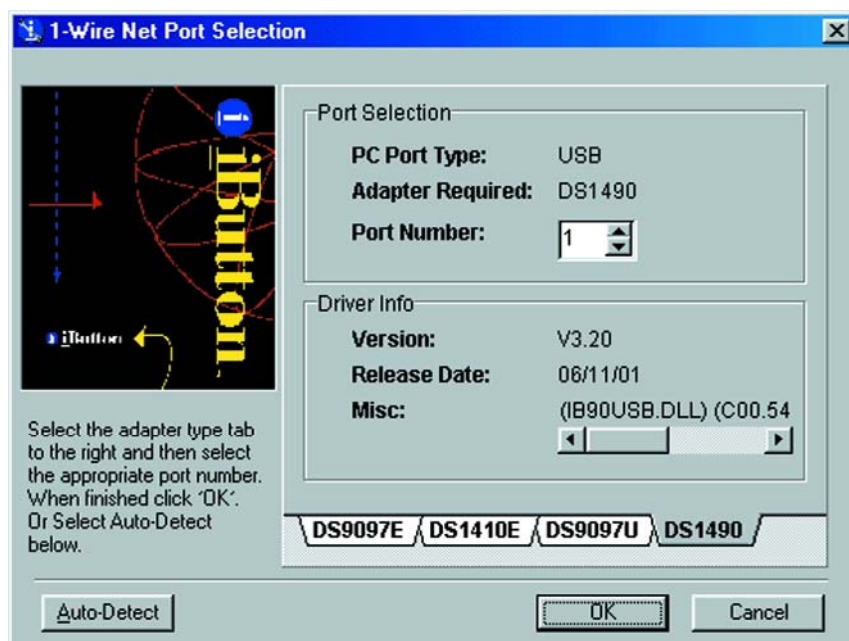 1-Wire Net Port Selection
iButton
iButton
Select the adapter type tab
to the right and then select
the appropriate port number.
When finished click 'OK'.
Or Select Auto-Detect
below.
Port Selection
PC Port Type: USB
Adapter Required: DS1490
Port Number: 1
Driver Info
Version: V3.20
Release Date: 06/11/01
Misc: (IB90USB.DLL) (C00.54
DS9097E DS1410E DS9097U DS1490
Auto-Detect OK Cancel